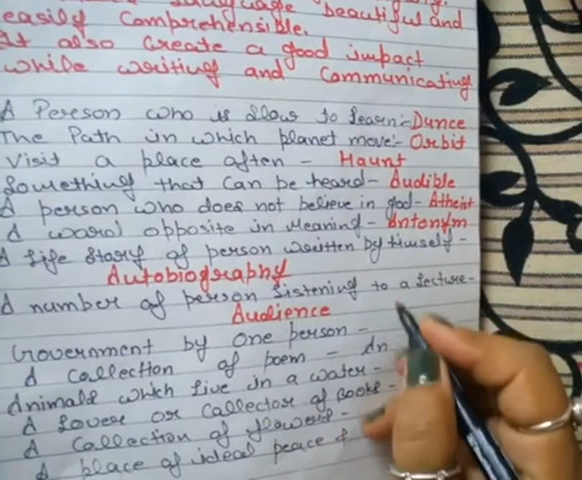 Language beautiful and
easily Comprehensible.
It also Create a good impact
while writing and Communicating
A Person who is slow to learn:- Dunce
The Path in which planet move:- Orbit
Visit a place often - Haunt
Something that can be heard- Audible
A person who does not believe in god- Atheist
A word opposite in Meaning- Antonym
A life story of person written by himself -
Autobiography
A number of person listening to a lecture-
Audience
Government by one person -
A Collection of poem - An
Animals which live in a water -
A Lover or Collector of Books -
A Collection of flowers -
A place of ideal peace &